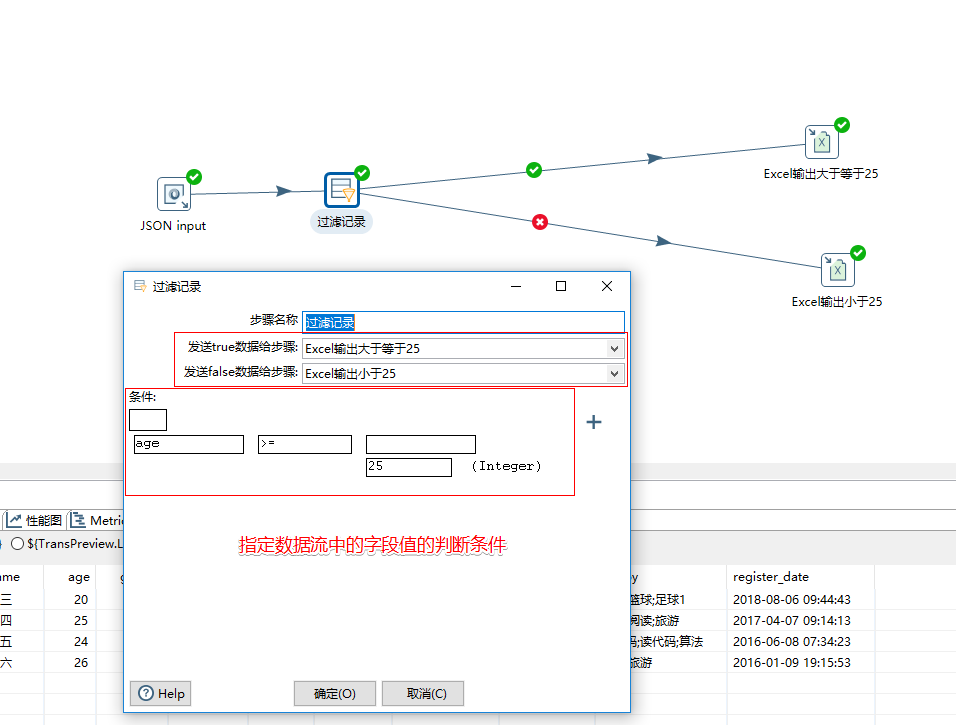 Excel输出大于等于25
JSON input
过滤记录
Excel输出小于25
过滤记录
步骤名称 过滤记录
发送true数据给步骤: Excel输出大于等于25
发送false数据给步骤: Excel输出小于25
条件:
age >=
25 (Integer)
指定数据流中的字段值的判断条件
性能图 Metri
${TransPreview.L
me age register_date
三 20 篮球;足球1 2018-08-06 09:44:43
四 25 阅读;旅游 2017-04-07 09:14:13
五 24 码;读代码;算法 2016-06-08 07:34:23
六 26 旅游 2016-01-09 19:15:53
Help 确定(O) 取消(C)